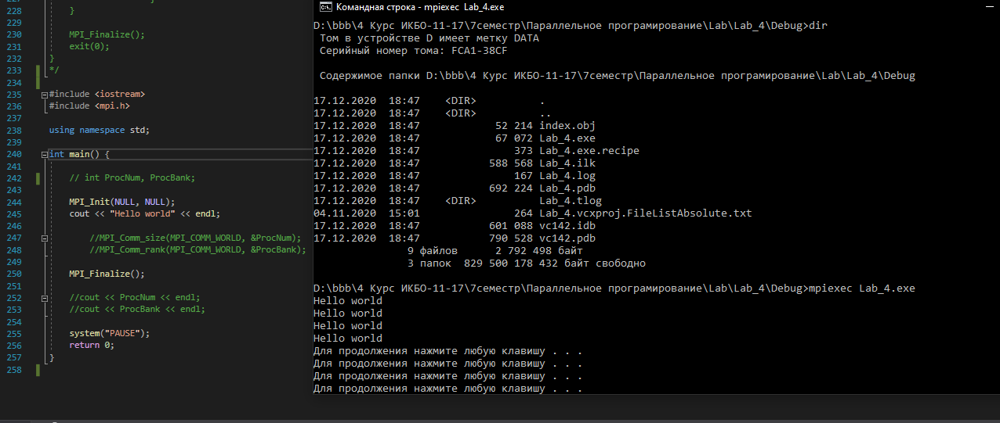 227 }
228 }
229
230 MPI_Finalize();
231 exit(0);
232 }
233 */
234
235 #include <iostream>
236 #include <mpi.h>
237
238 using namespace std;
239
240 int main() {
241
242 // int ProcNum, ProcBank;
243
244 MPI_Init(NULL, NULL);
245 cout << "Hello world" << endl;
246
247 //MPI_Comm_size(MPI_COMM_WORLD, &ProcNum);
248 //MPI_Comm_rank(MPI_COMM_WORLD, &ProcBank);
249
250 MPI_Finalize();
251
252 //cout << ProcNum << endl;
253 //cout << ProcBank << endl;
254
255 system("PAUSE");
256 return 0;
257 }
258
Командная строка - mpiexec Lab_4.exe
D:\bbb\4 Курс ИКБО-11-17\7семестр\Параллельное програмирование\Lab\Lab_4\Debug>dir
Том в устройстве D имеет метку DATA
Серийный номер тома: FCA1-38CF
Содержимое папки D:\bbb\4 Курс ИКБО-11-17\7семестр\Параллельное програмирование\Lab\Lab_4\Debug
17.12.2020 18:47 <DIR> .
17.12.2020 18:47 <DIR> ..
17.12.2020 18:47 52 214 index.obj
17.12.2020 18:47 67 072 Lab_4.exe
17.12.2020 18:47 373 Lab_4.exe.recipe
17.12.2020 18:47 588 568 Lab_4.ilk
17.12.2020 18:47 167 Lab_4.log
17.12.2020 18:47 692 224 Lab_4.pdb
17.12.2020 18:47 <DIR> Lab_4.tlog
04.11.2020 15:01 264 Lab_4.vcxproj.FileListAbsolute.txt
17.12.2020 18:47 601 088 vc142.idb
17.12.2020 18:47 790 528 vc142.pdb
9 файлов 2 792 498 байт
3 папок 829 500 178 432 байт свободно
D:\bbb\4 Курс ИКБО-11-17\7семестр\Параллельное програмирование\Lab\Lab_4\Debug>mpiexec Lab_4.exe
Hello world
Hello world
Hello world
Hello world
Для продолжения нажмите любую клавишу . . .
Для продолжения нажмите любую клавишу . . .
Для продолжения нажмите любую клавишу . . .
Для продолжения нажмите любую клавишу . . .